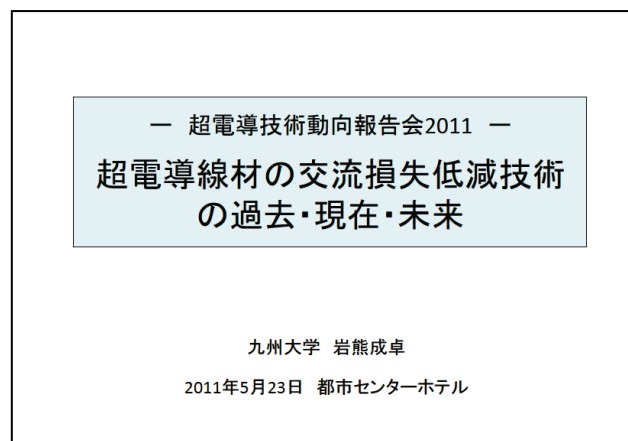 ― 超電導技術動向報告会2011 ―
超電導線材の交流損失低減技術
の過去・現在・未来
九州大学 岩熊成卓
2011年5月23日 都市センターホテル